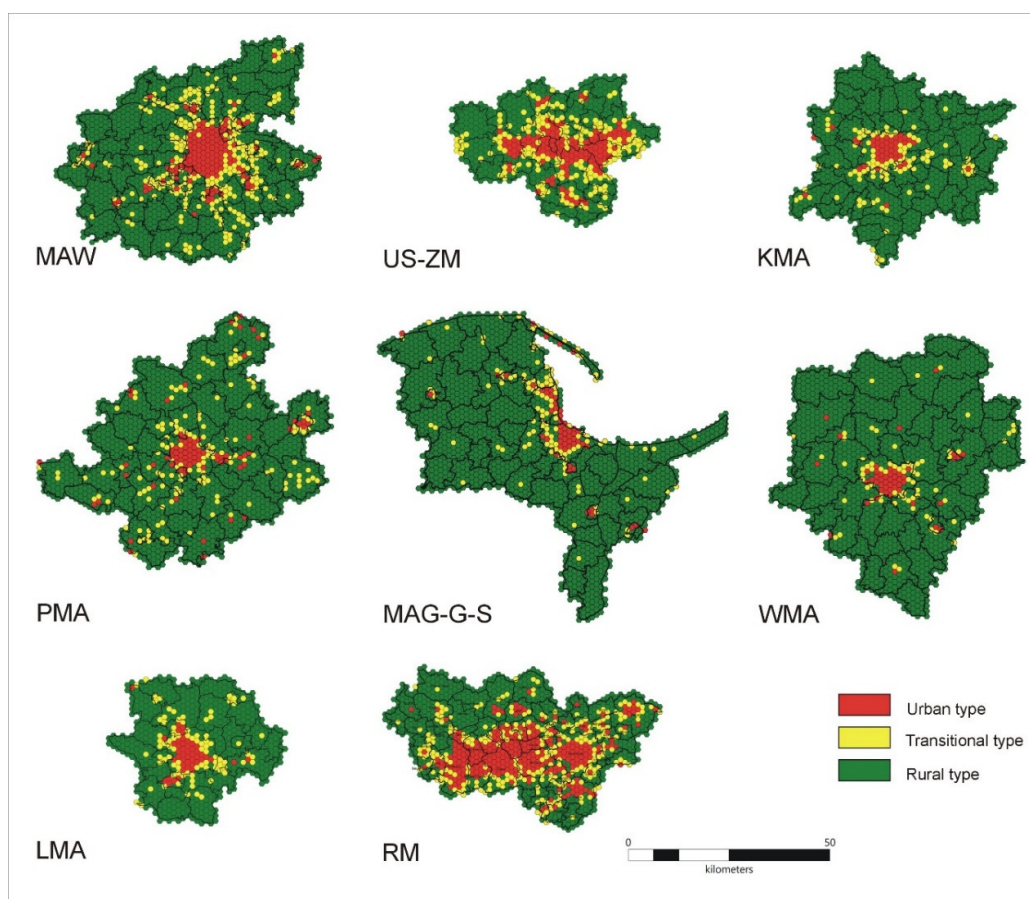 MAW
US-ZM
KMA
PMA
MAG-G-S
WMA
LMA
RM
Urban type
Transitional type
Rural type
0 50
kilometers